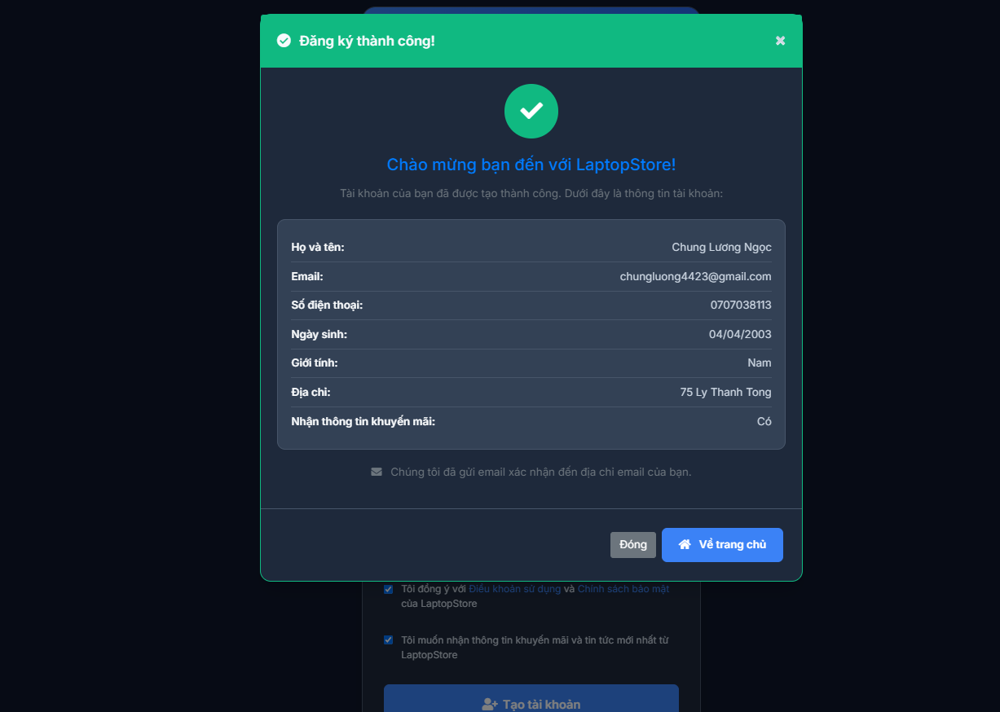 Đăng ký thành công!
Chào mừng bạn đến với LaptopStore!
Tài khoản của bạn đã được tạo thành công. Dưới đây là thông tin tài khoản:
Họ và tên: Chung Lương Ngọc
Email: chungluong4423@gmail.com
Số điện thoại: 0707038113
Ngày sinh: 04/04/2003
Giới tính: Nam
Địa chỉ: 75 Ly Thanh Tong
Nhận thông tin khuyến mãi: Có
Chúng tôi đã gửi email xác nhận đến địa chỉ email của bạn.
Đóng Về trang chủ
Tôi đồng ý với Điều khoản sử dụng và Chính sách bảo mật
của LaptopStore
Tôi muốn nhận thông tin khuyến mãi và tin tức mới nhất từ
LaptopStore
Tạo tài khoản